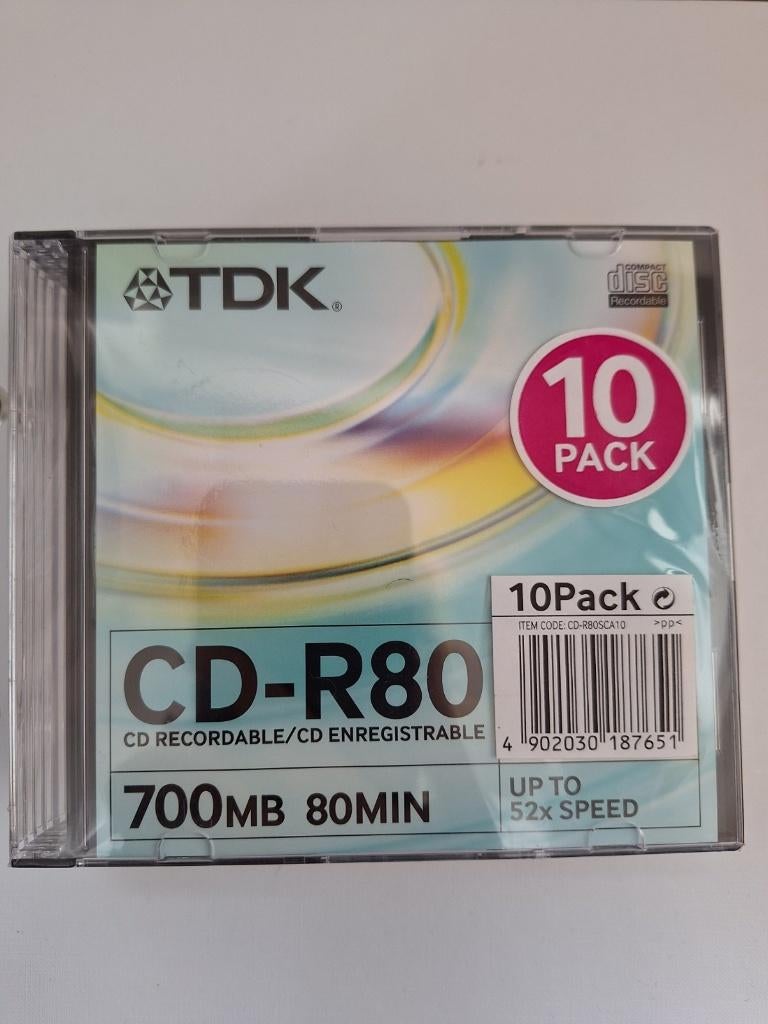 TDK®
COMPACT
disc
Recordable
10
PACK
10Pack
ITEM CODE: CD-R80SCA10 >pp<
4 902030 187651
CD-R80
CD RECORDABLE/CD ENREGISTRABLE
700MB 80MIN
UP TO
52x SPEED